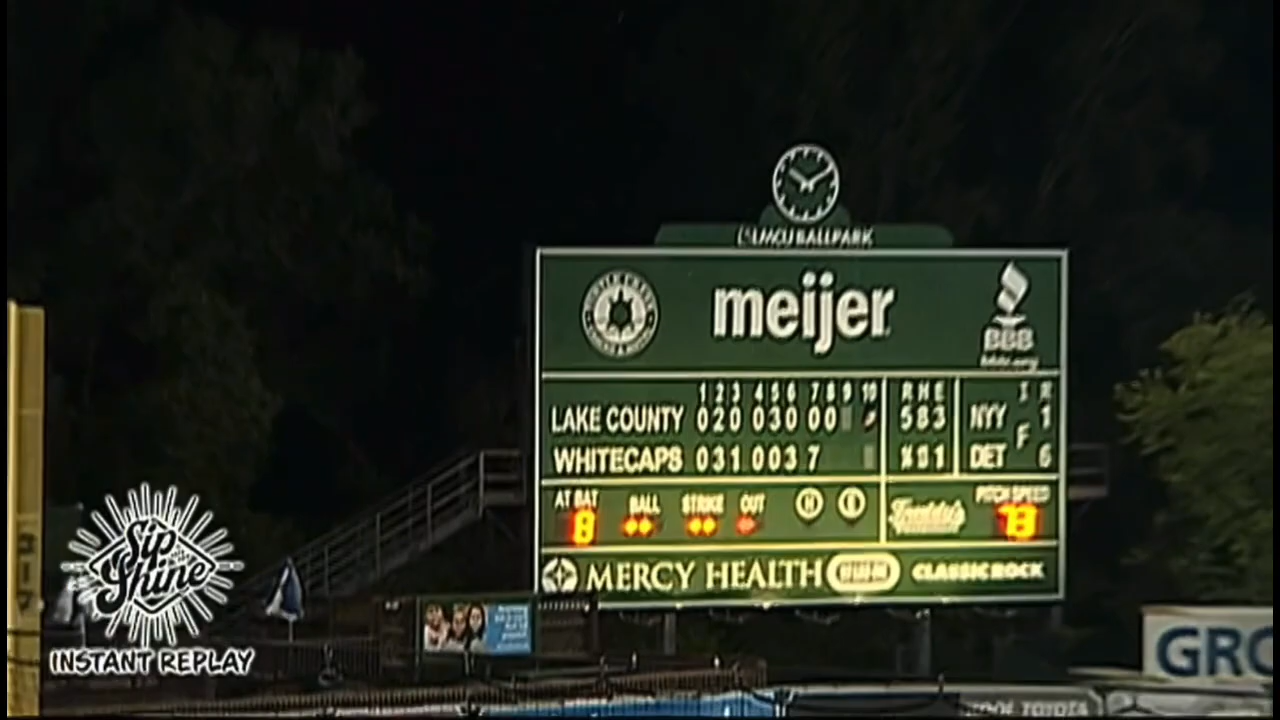 LMCU BALLPARK
meijer
BBB
1 2 3 4 5 6 7 8 9 10 R H E
LAKE COUNTY 0 2 0 0 3 0 0 0 5 8 3 NYY 1
F
WHITECAPS 0 3 1 0 0 3 7 DET 6
AT BAT 8 BALL STRIKE OUT H E PITCH SPEED
MERCY HEALTH CLASSIC ROCK
Sip Shine
INSTANT REPLAY
GRO
TOYOTA